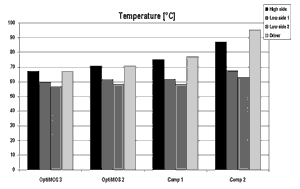 Temperature [°C]
High side
Low side 1
Low side 2
Driver
100
90
80
70
60
50
40
30
20
10
0
OptiMOS 3
OptiMOS 2
Comp 1
Comp 2